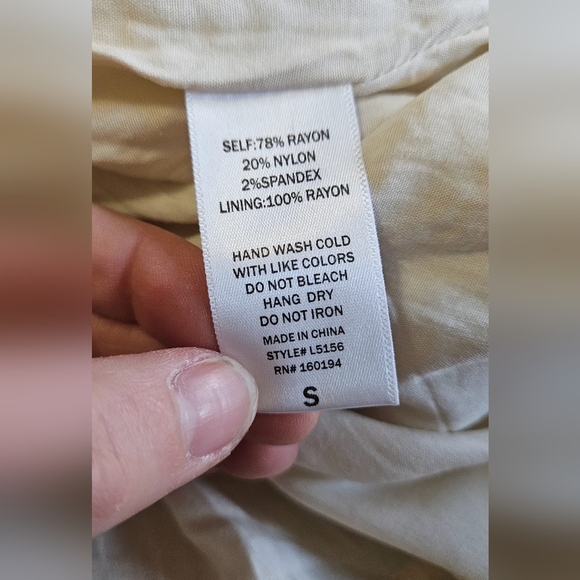 SELF:78% RAYON
20% NYLON
2%SPANDEX
LINING:100% RAYON
HAND WASH COLD
WITH LIKE COLORS
DO NOT BLEACH
HANG DRY
DO NOT IRON
MADE IN CHINA
STYLE# L5156
RN# 160194
S